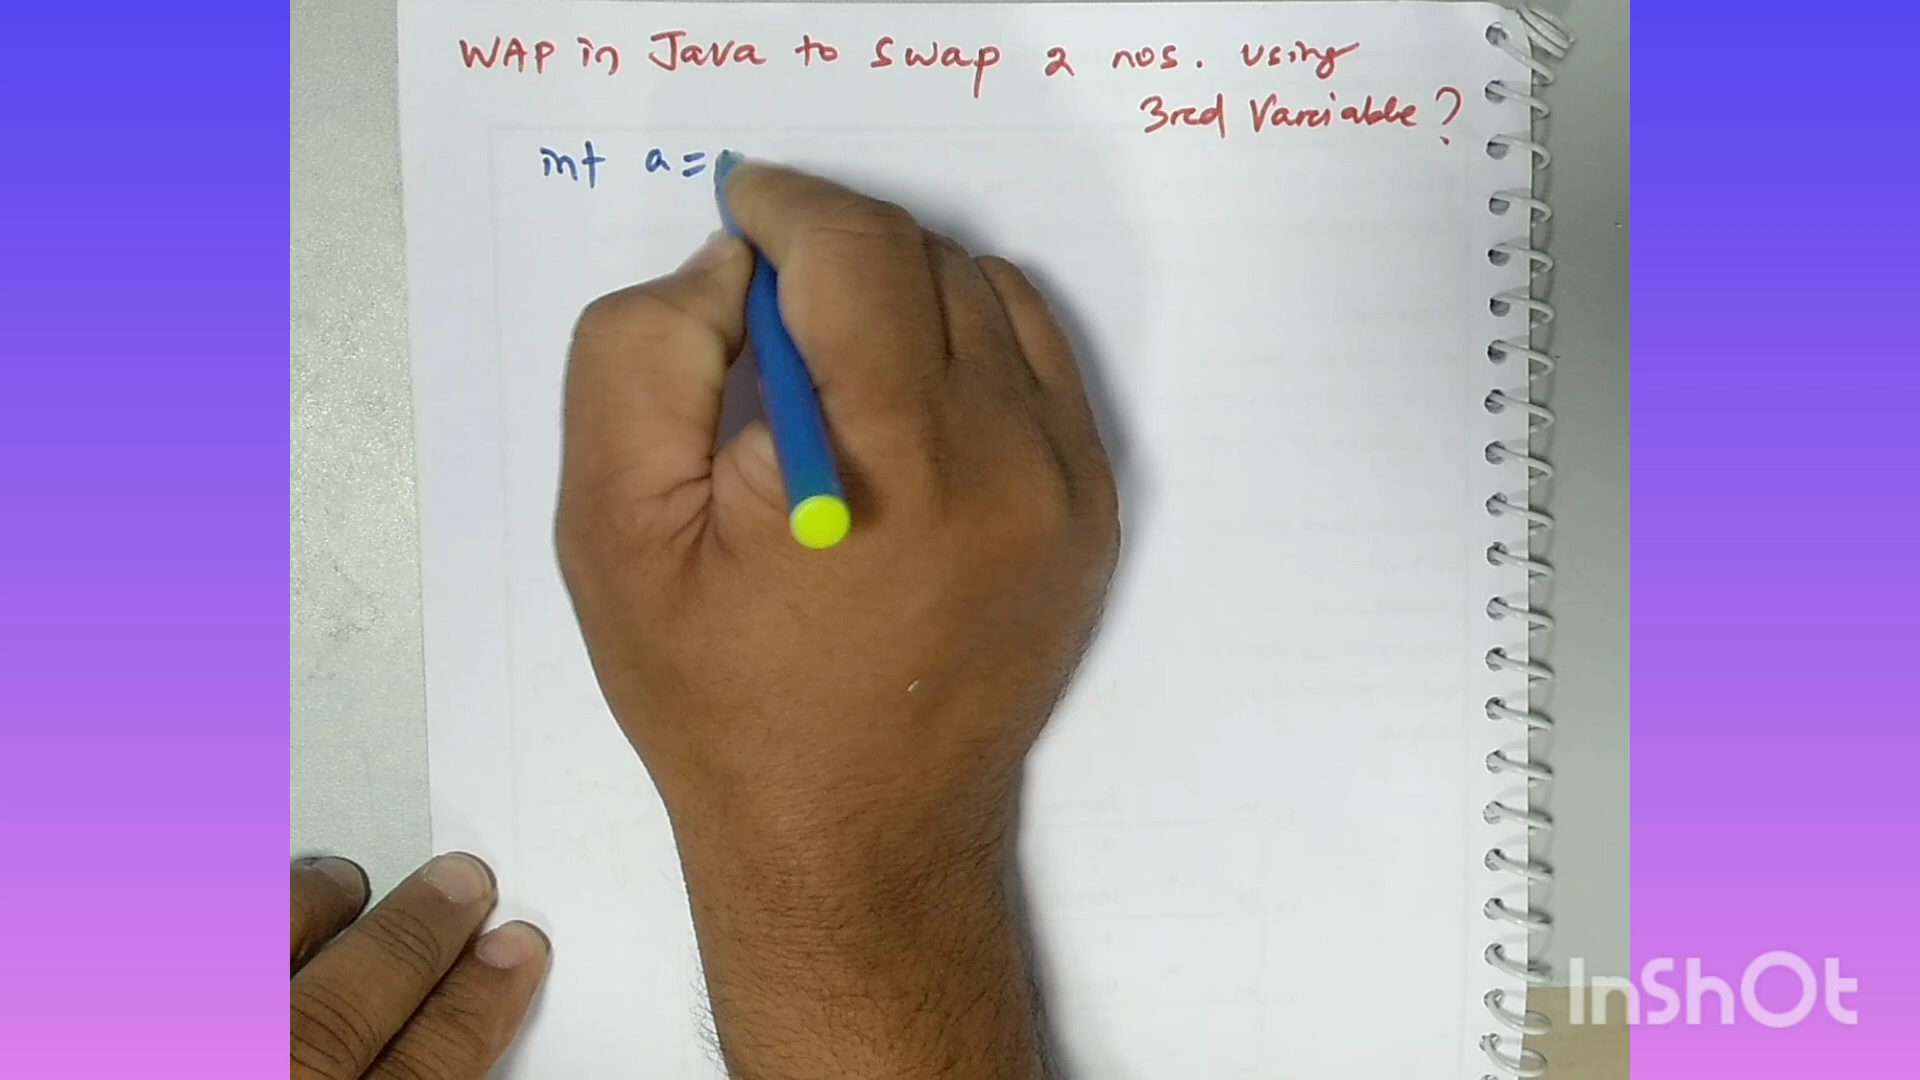 WAP in Java to swap 2 nos. using
3rd Variable?
int a=
InShOt